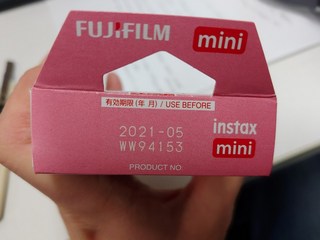 FUJIFILM
mini
有効期限(年 月) / USE BEFORE
2021-05
WW94153
PRODUCT NO
instax
mini